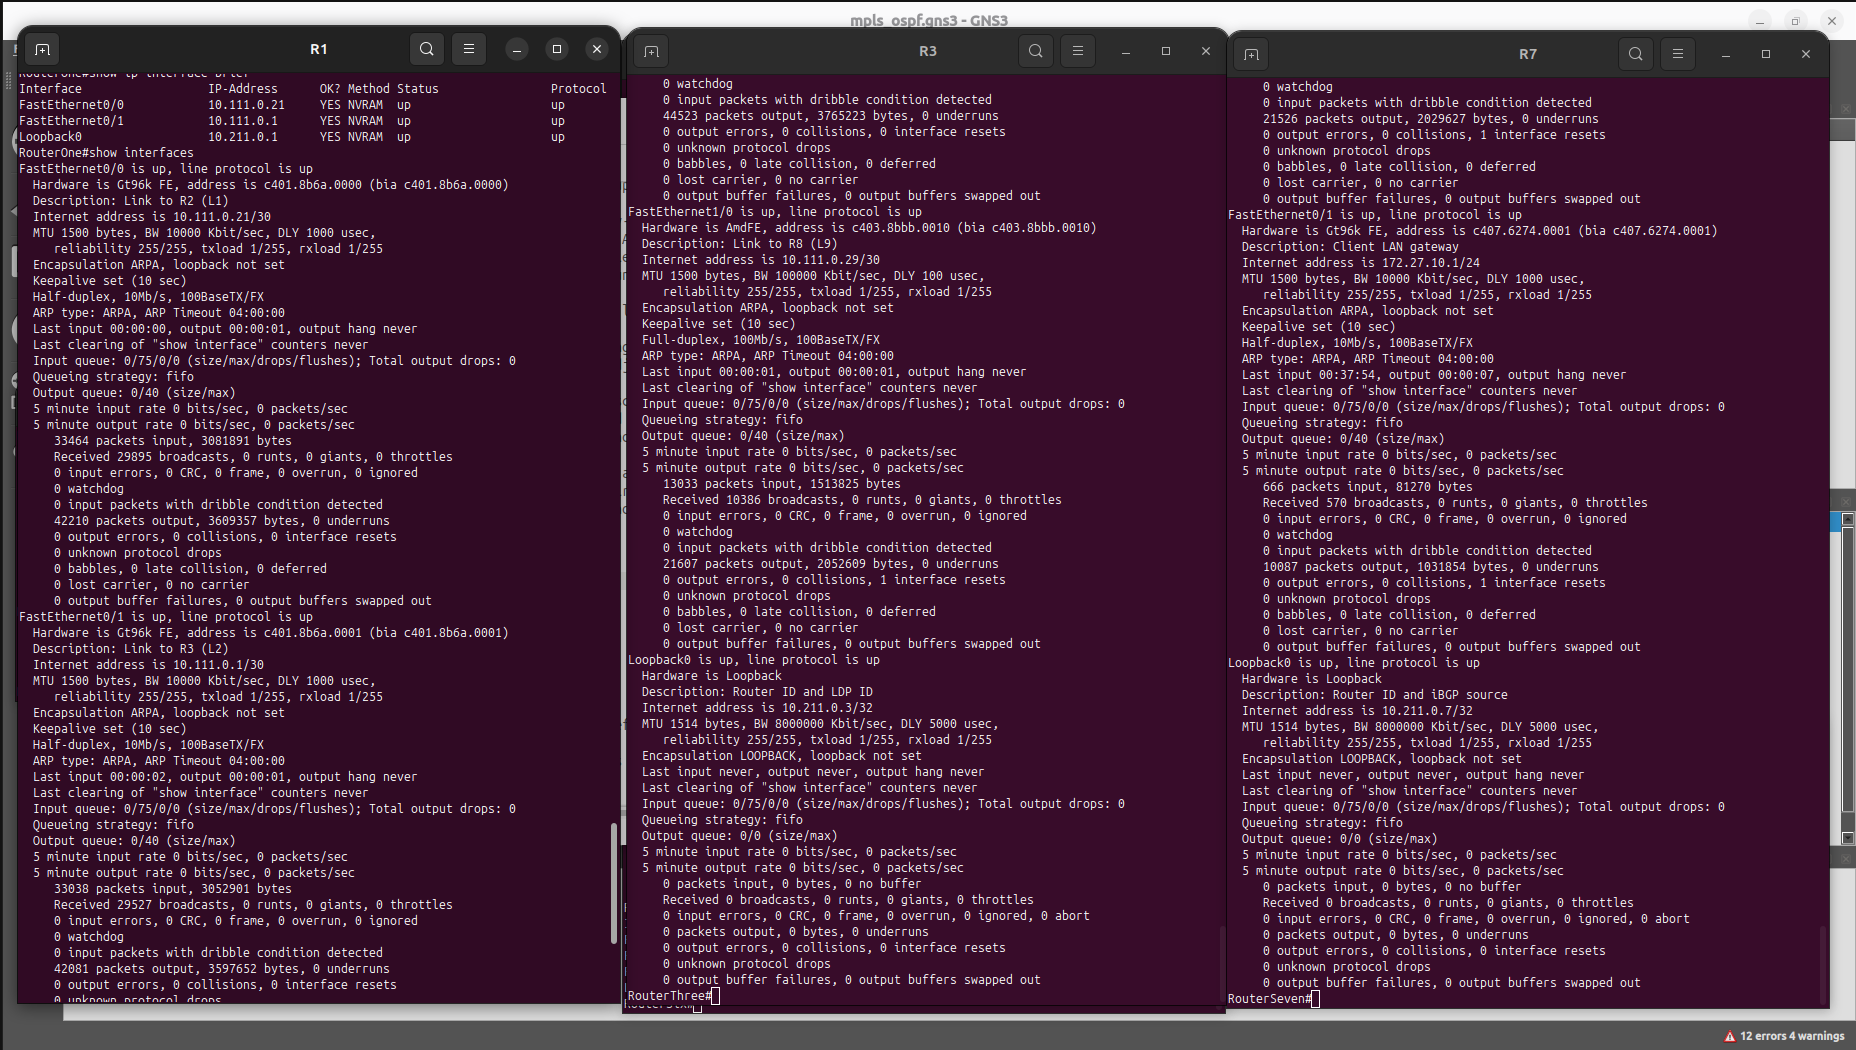 mpls_ospf.gns3 - GNS3
R1
RouterOne#show ip interface brief
Interface                  IP-Address      OK? Method Status                Protocol
FastEthernet0/0            10.111.0.21     YES NVRAM  up                    up
FastEthernet0/1            10.111.0.1      YES NVRAM  up                    up
Loopback0                  10.211.0.1      YES NVRAM  up                    up
RouterOne#show interfaces
FastEthernet0/0 is up, line protocol is up
  Hardware is Gt96k FE, address is c401.8b6a.0000 (bia c401.8b6a.0000)
  Description: Link to R2 (L1)
  Internet address is 10.111.0.21/30
  MTU 1500 bytes, BW 10000 Kbit/sec, DLY 1000 usec,
     reliability 255/255, txload 1/255, rxload 1/255
  Encapsulation ARPA, loopback not set
  Keepalive set (10 sec)
  Half-duplex, 10Mb/s, 100BaseTX/FX
  ARP type: ARPA, ARP Timeout 04:00:00
  Last input 00:00:00, output 00:00:01, output hang never
  Last clearing of "show interface" counters never
  Input queue: 0/75/0/0 (size/max/drops/flushes); Total output drops: 0
  Queueing strategy: fifo
  Output queue: 0/40 (size/max)
  5 minute input rate 0 bits/sec, 0 packets/sec
  5 minute output rate 0 bits/sec, 0 packets/sec
     33464 packets input, 3081891 bytes
     Received 29895 broadcasts, 0 runts, 0 giants, 0 throttles
     0 input errors, 0 CRC, 0 frame, 0 overrun, 0 ignored
     0 watchdog
     0 input packets with dribble condition detected
     42210 packets output, 3609357 bytes, 0 underruns
     0 output errors, 0 collisions, 0 interface resets
     0 unknown protocol drops
     0 babbles, 0 late collision, 0 deferred
     0 lost carrier, 0 no carrier
     0 output buffer failures, 0 output buffers swapped out
FastEthernet0/1 is up, line protocol is up
  Hardware is Gt96k FE, address is c401.8b6a.0001 (bia c401.8b6a.0001)
  Description: Link to R3 (L2)
  Internet address is 10.111.0.1/30
  MTU 1500 bytes, BW 10000 Kbit/sec, DLY 1000 usec,
     reliability 255/255, txload 1/255, rxload 1/255
  Encapsulation ARPA, loopback not set
  Keepalive set (10 sec)
  Half-duplex, 10Mb/s, 100BaseTX/FX
  ARP type: ARPA, ARP Timeout 04:00:00
  Last input 00:00:02, output 00:00:01, output hang never
  Last clearing of "show interface" counters never
  Input queue: 0/75/0/0 (size/max/drops/flushes); Total output drops: 0
  Queueing strategy: fifo
  Output queue: 0/40 (size/max)
  5 minute input rate 0 bits/sec, 0 packets/sec
  5 minute output rate 0 bits/sec, 0 packets/sec
     33038 packets input, 3052901 bytes
     Received 29527 broadcasts, 0 runts, 0 giants, 0 throttles
     0 input errors, 0 CRC, 0 frame, 0 overrun, 0 ignored
     0 watchdog
     0 input packets with dribble condition detected
     42081 packets output, 3597652 bytes, 0 underruns
     0 output errors, 0 collisions, 0 interface resets
     0 unknown protocol drops
R3
     0 watchdog
     0 input packets with dribble condition detected
     44523 packets output, 3765223 bytes, 0 underruns
     0 output errors, 0 collisions, 0 interface resets
     0 unknown protocol drops
     0 babbles, 0 late collision, 0 deferred
     0 lost carrier, 0 no carrier
     0 output buffer failures, 0 output buffers swapped out
FastEthernet1/0 is up, line protocol is up
  Hardware is AmdFE, address is c403.8bbb.0010 (bia c403.8bbb.0010)
  Description: Link to R8 (L9)
  Internet address is 10.111.0.29/30
  MTU 1500 bytes, BW 100000 Kbit/sec, DLY 100 usec,
     reliability 255/255, txload 1/255, rxload 1/255
  Encapsulation ARPA, loopback not set
  Keepalive set (10 sec)
  Full-duplex, 100Mb/s, 100BaseTX/FX
  ARP type: ARPA, ARP Timeout 04:00:00
  Last input 00:00:01, output 00:00:01, output hang never
  Last clearing of "show interface" counters never
  Input queue: 0/75/0/0 (size/max/drops/flushes); Total output drops: 0
  Queueing strategy: fifo
  Output queue: 0/40 (size/max)
  5 minute input rate 0 bits/sec, 0 packets/sec
  5 minute output rate 0 bits/sec, 0 packets/sec
     13033 packets input, 1513825 bytes
     Received 10386 broadcasts, 0 runts, 0 giants, 0 throttles
     0 input errors, 0 CRC, 0 frame, 0 overrun, 0 ignored
     0 watchdog
     0 input packets with dribble condition detected
     21607 packets output, 2052609 bytes, 0 underruns
     0 output errors, 0 collisions, 1 interface resets
     0 unknown protocol drops
     0 babbles, 0 late collision, 0 deferred
     0 lost carrier, 0 no carrier
     0 output buffer failures, 0 output buffers swapped out
Loopback0 is up, line protocol is up
  Hardware is Loopback
  Description: Router ID and LDP ID
  Internet address is 10.211.0.3/32
  MTU 1514 bytes, BW 8000000 Kbit/sec, DLY 5000 usec,
     reliability 255/255, txload 1/255, rxload 1/255
  Encapsulation LOOPBACK, loopback not set
  Last input never, output never, output hang never
  Last clearing of "show interface" counters never
  Input queue: 0/75/0/0 (size/max/drops/flushes); Total output drops: 0
  Queueing strategy: fifo
  Output queue: 0/0 (size/max)
  5 minute input rate 0 bits/sec, 0 packets/sec
  5 minute output rate 0 bits/sec, 0 packets/sec
     0 packets input, 0 bytes, 0 no buffer
     Received 0 broadcasts, 0 runts, 0 giants, 0 throttles
     0 input errors, 0 CRC, 0 frame, 0 overrun, 0 ignored, 0 abort
     0 packets output, 0 bytes, 0 underruns
     0 output errors, 0 collisions, 0 interface resets
     0 unknown protocol drops
     0 output buffer failures, 0 output buffers swapped out
RouterThree#
R7
     0 watchdog
     0 input packets with dribble condition detected
     21526 packets output, 2029627 bytes, 0 underruns
     0 output errors, 0 collisions, 1 interface resets
     0 unknown protocol drops
     0 babbles, 0 late collision, 0 deferred
     0 lost carrier, 0 no carrier
     0 output buffer failures, 0 output buffers swapped out
FastEthernet0/1 is up, line protocol is up
  Hardware is Gt96k FE, address is c407.6274.0001 (bia c407.6274.0001)
  Description: Client LAN gateway
  Internet address is 172.27.10.1/24
  MTU 1500 bytes, BW 10000 Kbit/sec, DLY 1000 usec,
     reliability 255/255, txload 1/255, rxload 1/255
  Encapsulation ARPA, loopback not set
  Keepalive set (10 sec)
  Half-duplex, 10Mb/s, 100BaseTX/FX
  ARP type: ARPA, ARP Timeout 04:00:00
  Last input 00:37:54, output 00:00:07, output hang never
  Last clearing of "show interface" counters never
  Input queue: 0/75/0/0 (size/max/drops/flushes); Total output drops: 0
  Queueing strategy: fifo
  Output queue: 0/40 (size/max)
  5 minute input rate 0 bits/sec, 0 packets/sec
  5 minute output rate 0 bits/sec, 0 packets/sec
     666 packets input, 81270 bytes
     Received 570 broadcasts, 0 runts, 0 giants, 0 throttles
     0 input errors, 0 CRC, 0 frame, 0 overrun, 0 ignored
     0 watchdog
     0 input packets with dribble condition detected
     10087 packets output, 1031854 bytes, 0 underruns
     0 output errors, 0 collisions, 1 interface resets
     0 unknown protocol drops
     0 babbles, 0 late collision, 0 deferred
     0 lost carrier, 0 no carrier
     0 output buffer failures, 0 output buffers swapped out
Loopback0 is up, line protocol is up
  Hardware is Loopback
  Description: Router ID and iBGP source
  Internet address is 10.211.0.7/32
  MTU 1514 bytes, BW 8000000 Kbit/sec, DLY 5000 usec,
     reliability 255/255, txload 1/255, rxload 1/255
  Encapsulation LOOPBACK, loopback not set
  Last input never, output never, output hang never
  Last clearing of "show interface" counters never
  Input queue: 0/75/0/0 (size/max/drops/flushes); Total output drops: 0
  Queueing strategy: fifo
  Output queue: 0/0 (size/max)
  5 minute input rate 0 bits/sec, 0 packets/sec
  5 minute output rate 0 bits/sec, 0 packets/sec
     0 packets input, 0 bytes, 0 no buffer
     Received 0 broadcasts, 0 runts, 0 giants, 0 throttles
     0 input errors, 0 CRC, 0 frame, 0 overrun, 0 ignored, 0 abort
     0 packets output, 0 bytes, 0 underruns
     0 output errors, 0 collisions, 0 interface resets
     0 unknown protocol drops
     0 output buffer failures, 0 output buffers swapped out
RouterSeven#
12 errors 4 warnings